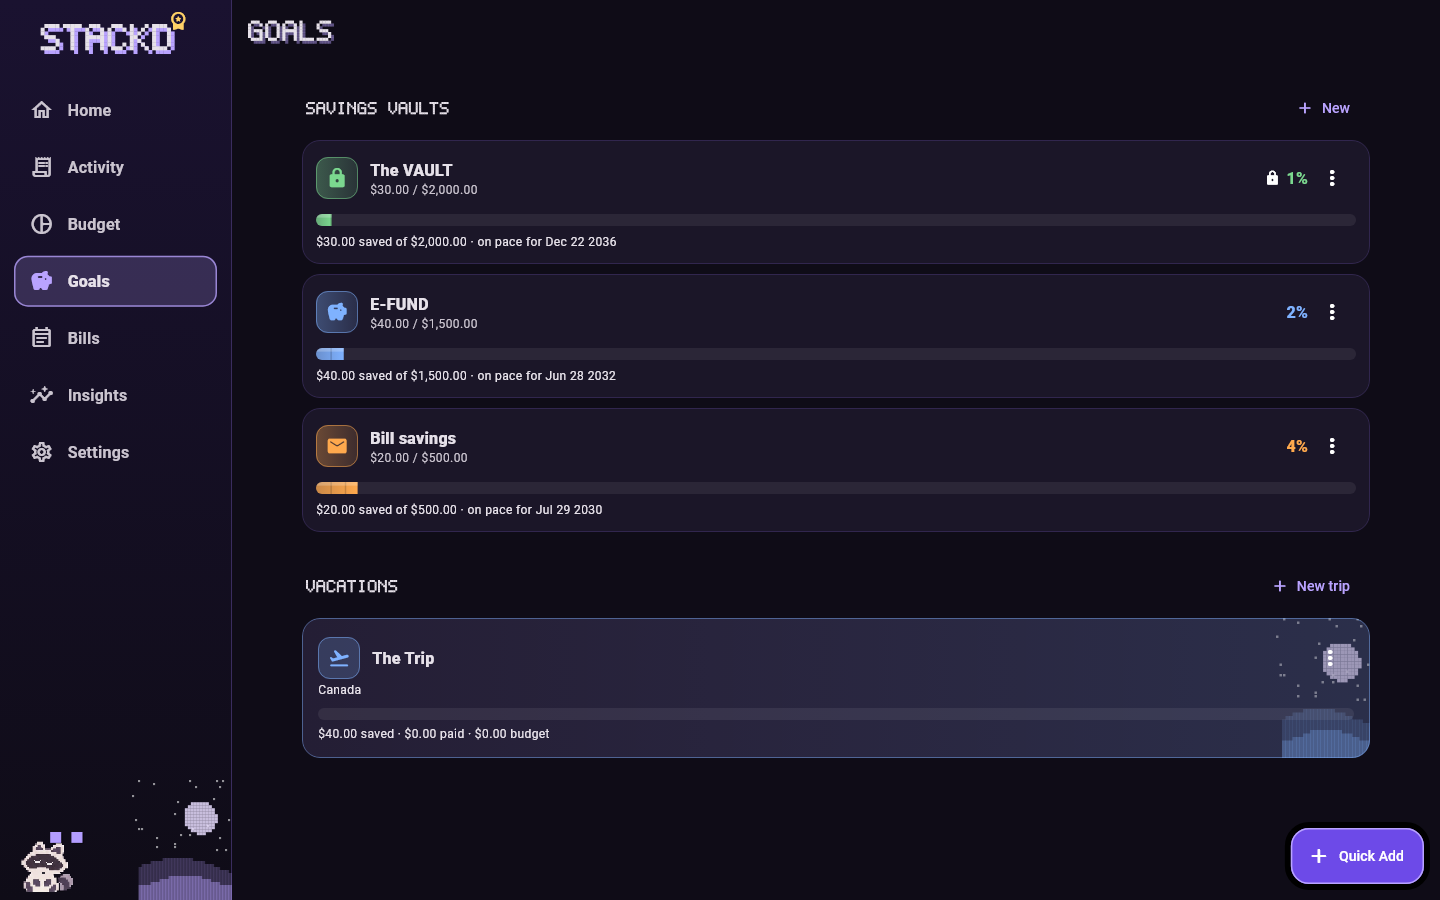 STACKD
Home
Activity
Budget
Goals
Bills
Insights
Settings
GOALS
SAVINGS VAULTS
New
The VAULT
$30.00 / $2,000.00
1%
$30.00 saved of $2,000.00 · on pace for Dec 22 2036
E-FUND
$40.00 / $1,500.00
2%
$40.00 saved of $1,500.00 · on pace for Jun 28 2032
Bill savings
$20.00 / $500.00
4%
$20.00 saved of $500.00 · on pace for Jul 29 2030
VACATIONS
New trip
The Trip
Canada
$40.00 saved · $0.00 paid · $0.00 budget
Quick Add